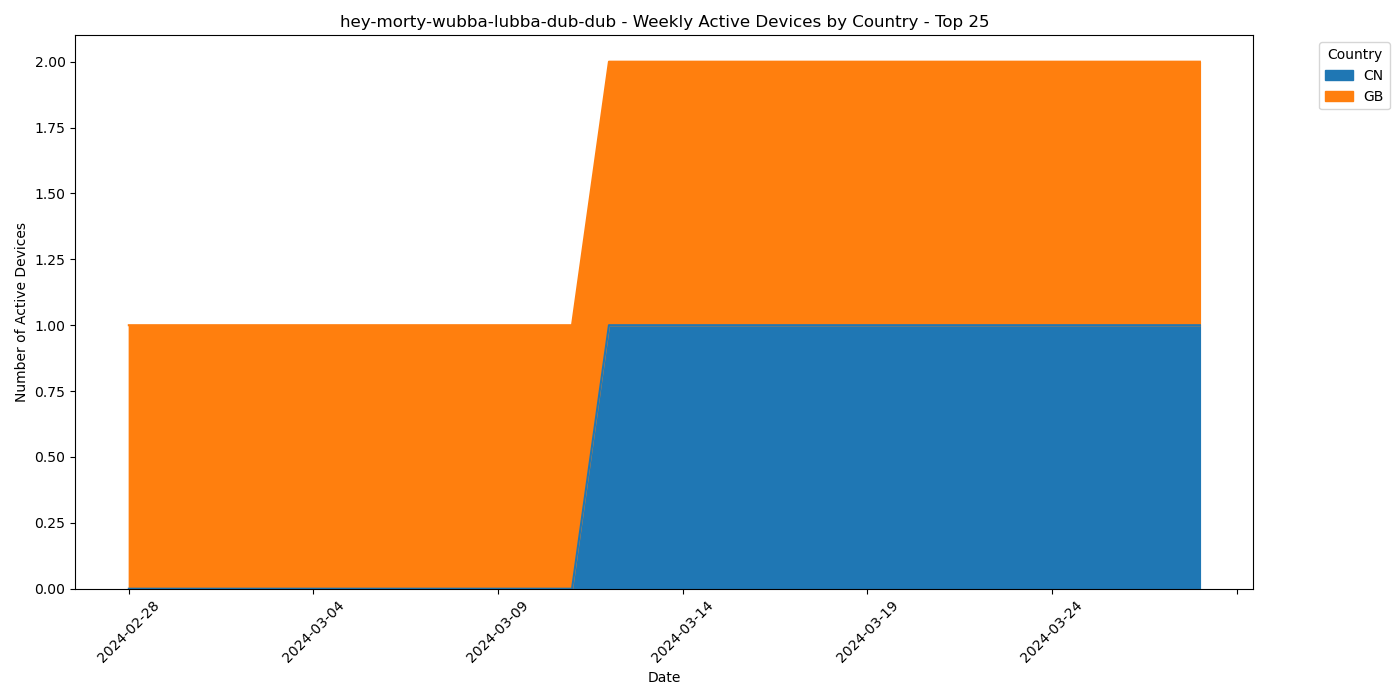 hey-morty-wubba-lubba-dub-dub - Weekly Active Devices by Country - Top 25
Country
CN
GB
Number of Active Devices
2.00
1.75
1.50
1.25
1.00
0.75
0.50
0.25
0.00
2024-02-28
2024-03-04
2024-03-09
2024-03-14
2024-03-19
2024-03-24
Date